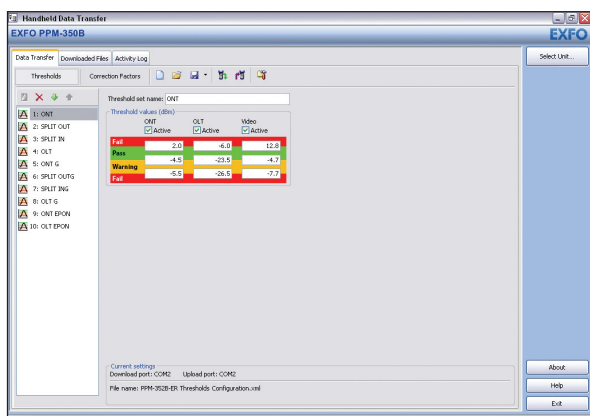 Handheld Data Transfer
EXFO PPM-350B
EXFO
Data Transfer Downloaded Files Activity Log
Select Unit...
Thresholds Correction Factors
Threshold set name: ONT
Threshold values (dBm)
ONT OLT Video
Active Active Active
Fail
2.0 -6.0 12.8
Pass
-4.5 -23.5 -4.7
Warning
-5.5 -26.5 -7.7
Fail
1: ONT
2: SPLIT OUT
3: SPLIT IN
4: OLT
5: ONT G
6: SPLIT OUTG
7: SPLIT ING
8: OLT G
9: ONT EPON
10: OLT EPON
Current settings
Download port: COM2 Upload port: COM2
File name: PPM-352B-ER Thresholds Configuration.xml
About
Help
Exit